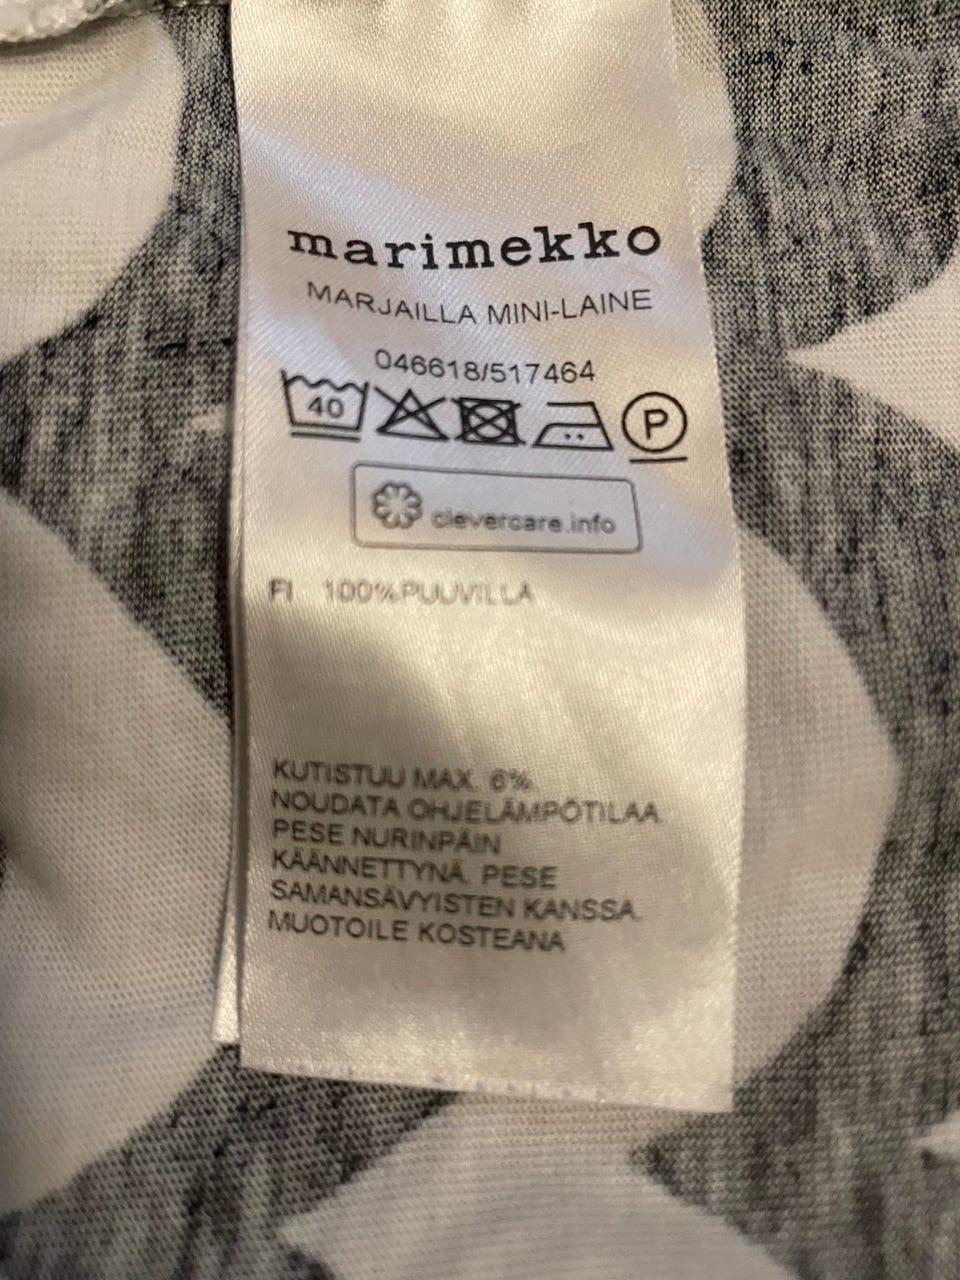 marimekko
MARJAILLA MINI-LAINE
046618/517464
40 P
clevercare.info
FI 100% PUUVILLA
KUTISTUU MAX. 6%.
NOUDATA OHJELÄMPÖTILAA.
PESE NURINPÄIN
KÄÄNNETTYNÄ. PESE
SAMANSÄVYISTEN KANSSA.
MUOTOILE KOSTEANA